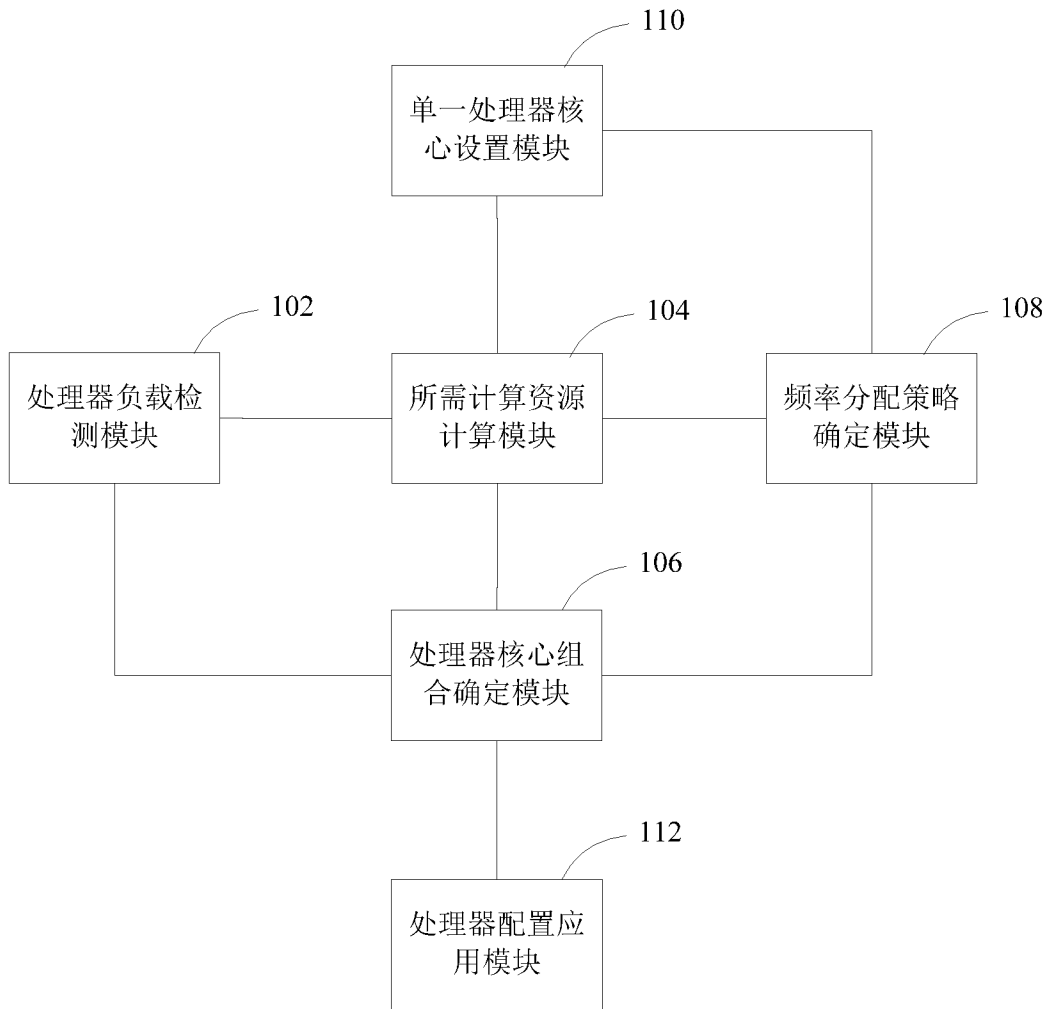 110
单一处理器核
心设置模块
102
104
108
处理器负载检
测模块
所需计算资源
计算模块
频率分配策略
确定模块
106
处理器核心组
合确定模块
112
处理器配置应
用模块